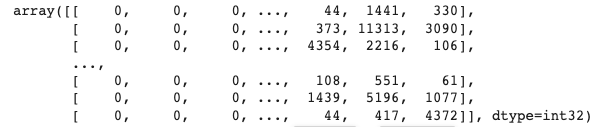 array([[    0,     0,     0, ...,    44,  1441,   330],
       [    0,     0,     0, ...,   373, 11313,  3090],
       [    0,     0,     0, ...,  4354,  2216,   106],
       ...,
       [    0,     0,     0, ...,   108,   551,    61],
       [    0,     0,     0, ...,  1439,  5196,  1077],
       [    0,     0,     0, ...,    44,   417,  4372]], dtype=int32)